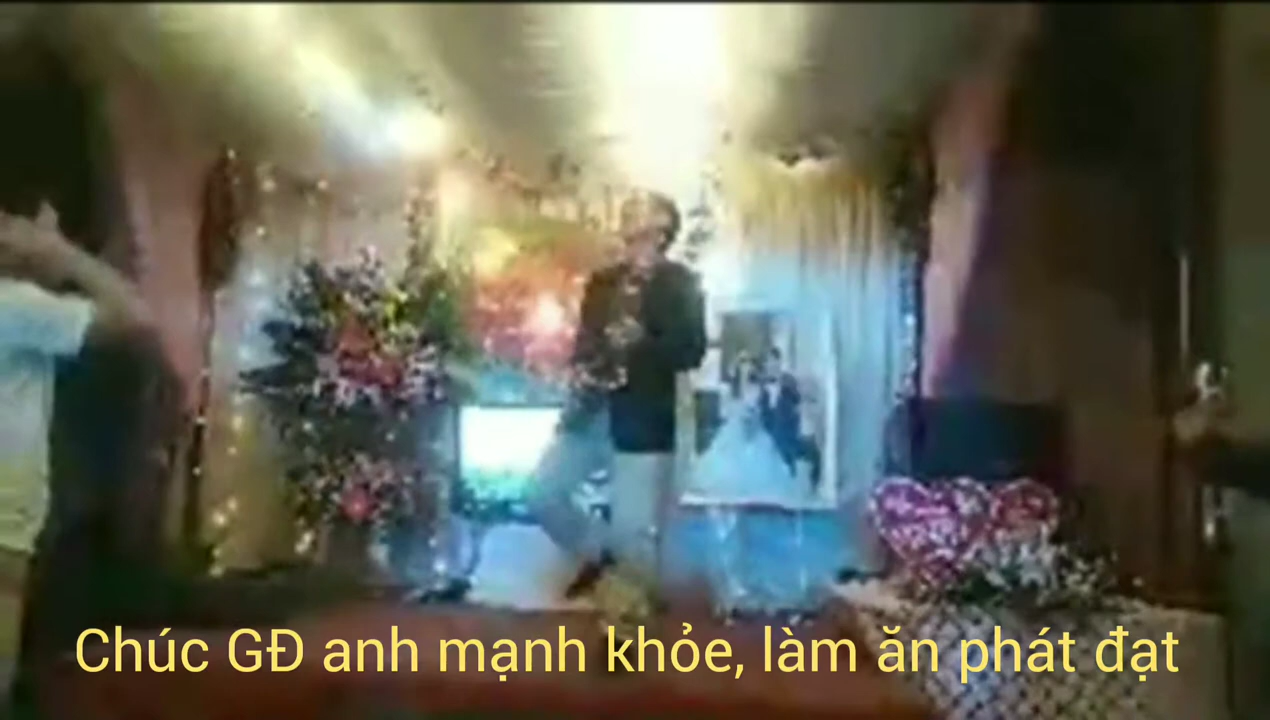 Chúc GĐ anh mạnh khỏe, làm ăn phát đạt